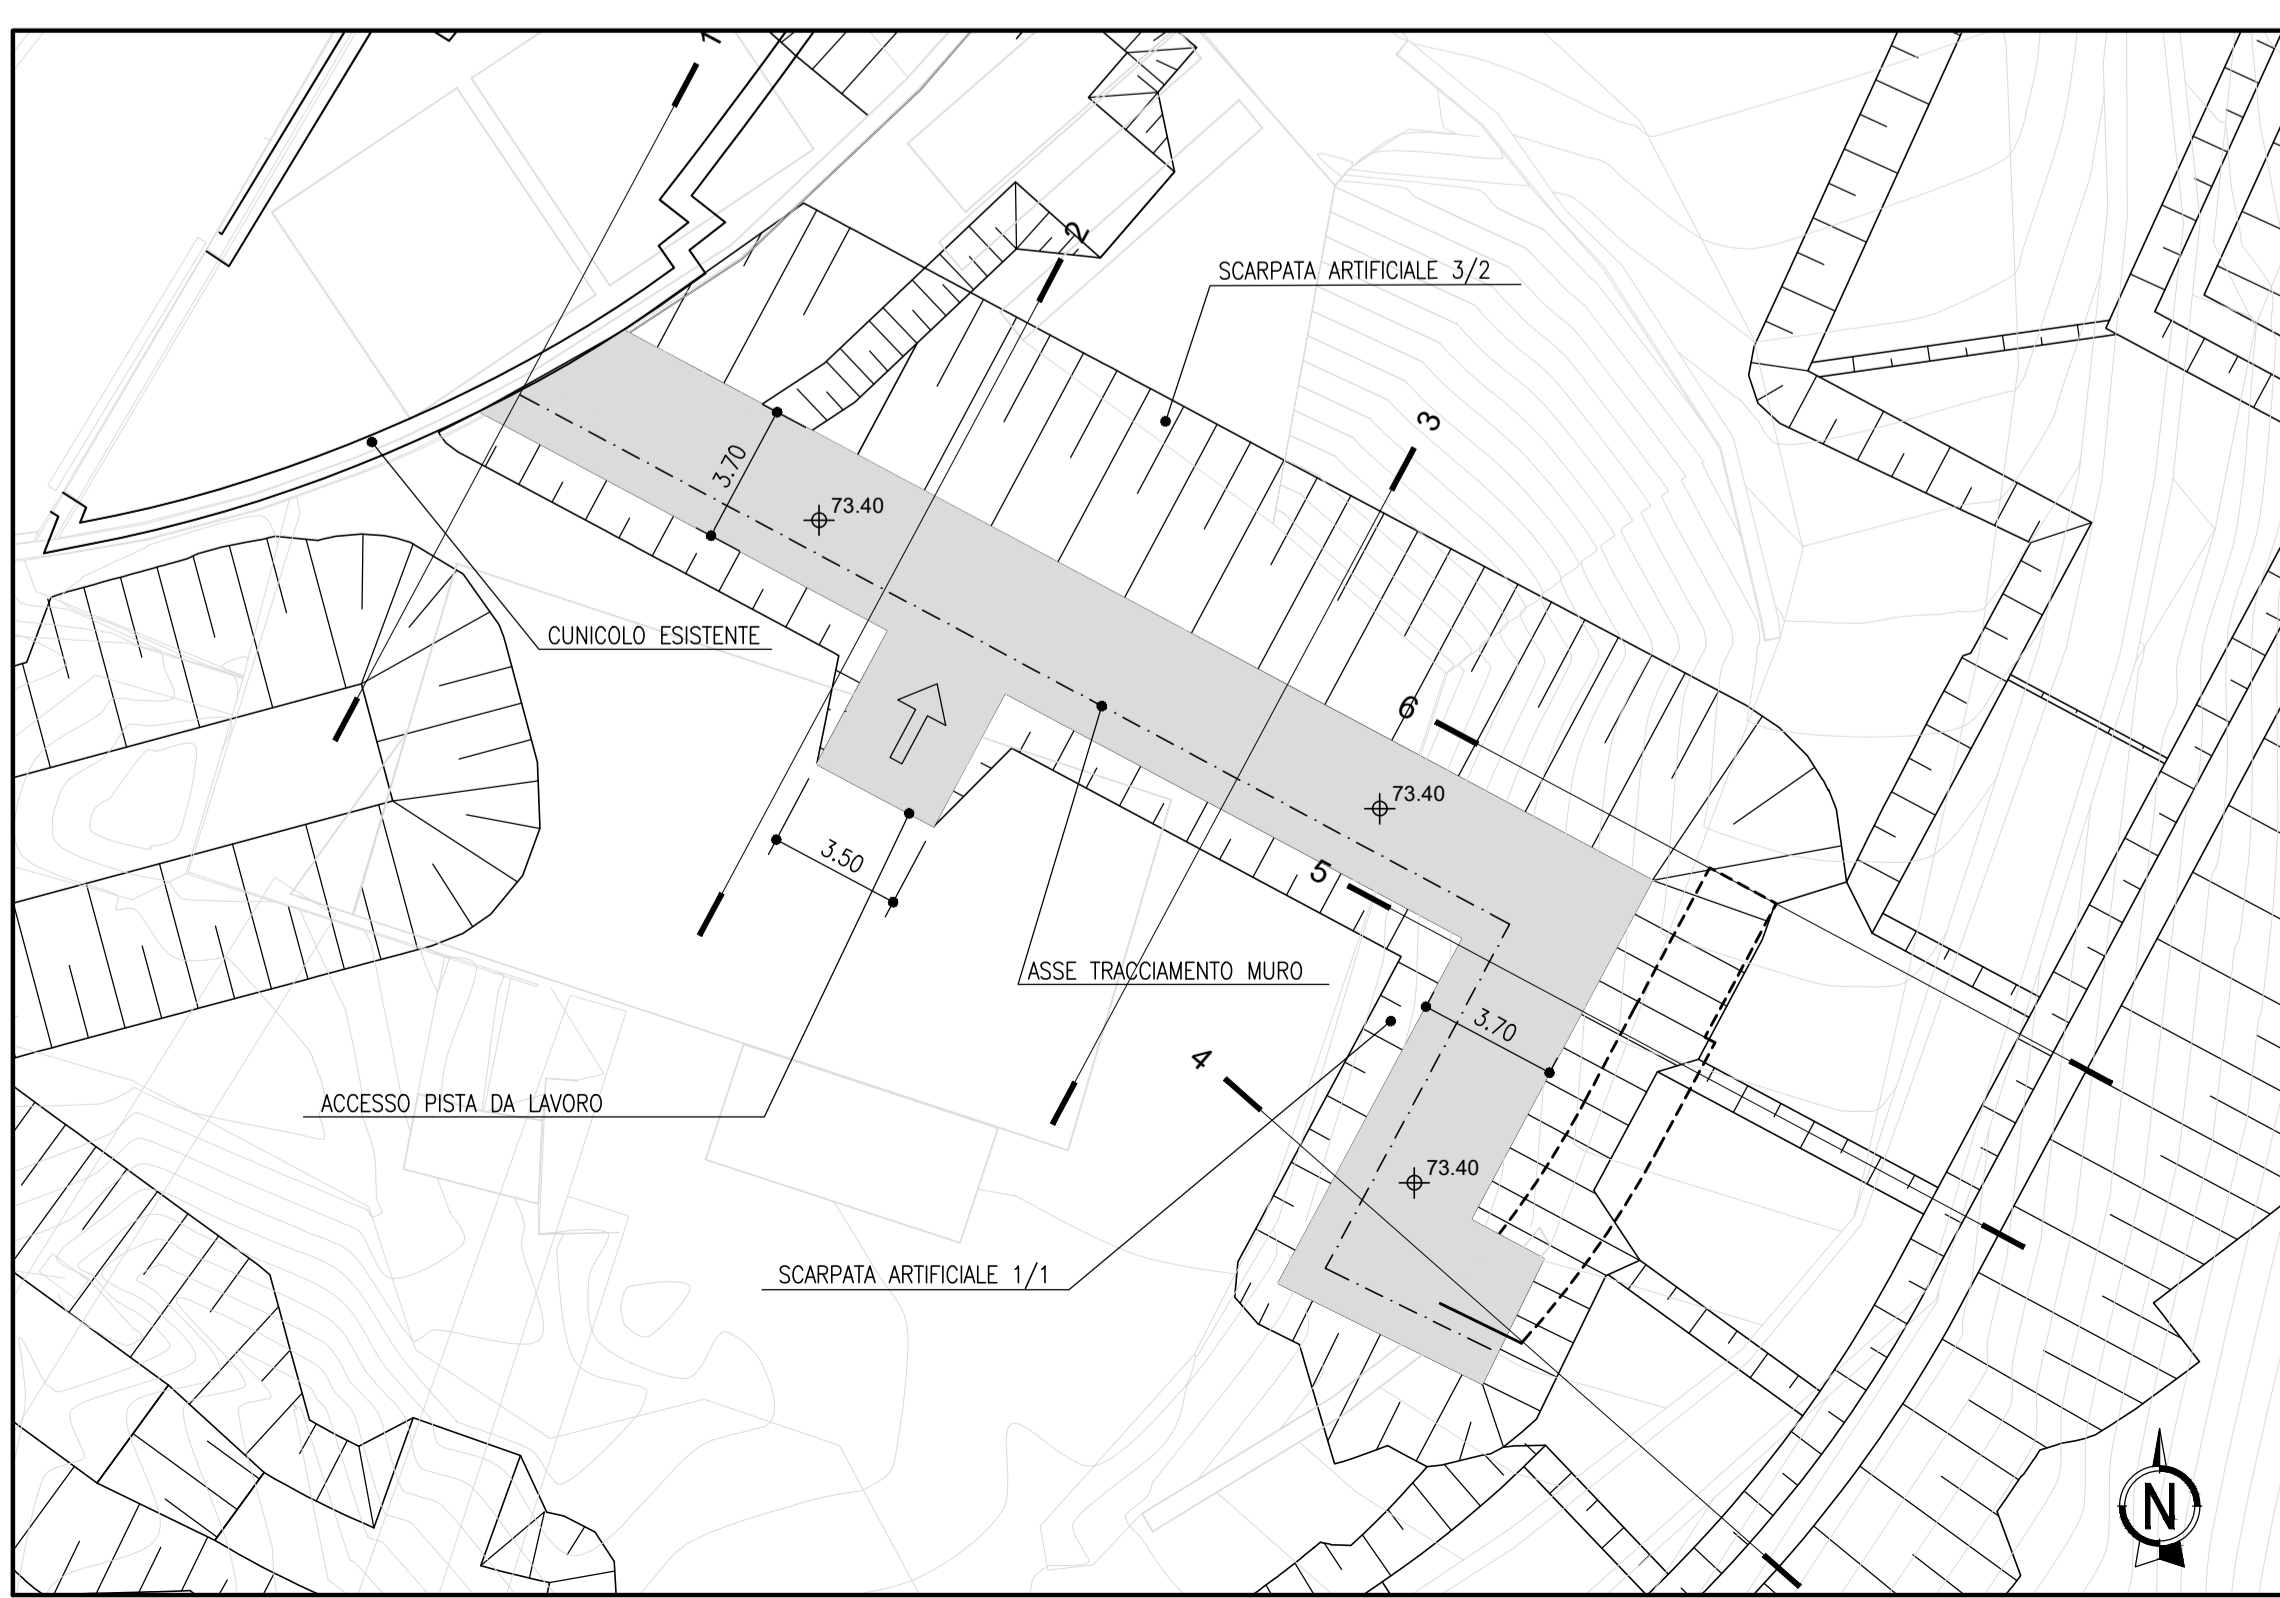 1
2
SCARPATA ARTIFICIALE 3/2
3
3.70
73.40
CUNICOLO ESISTENTE
6
73.40
3.50
5
ASSE TRACCIAMENTO MURO
3.70
4
ACCESSO PISTA DA LAVORO
73.40
SCARPATA ARTIFICIALE 1/1
N